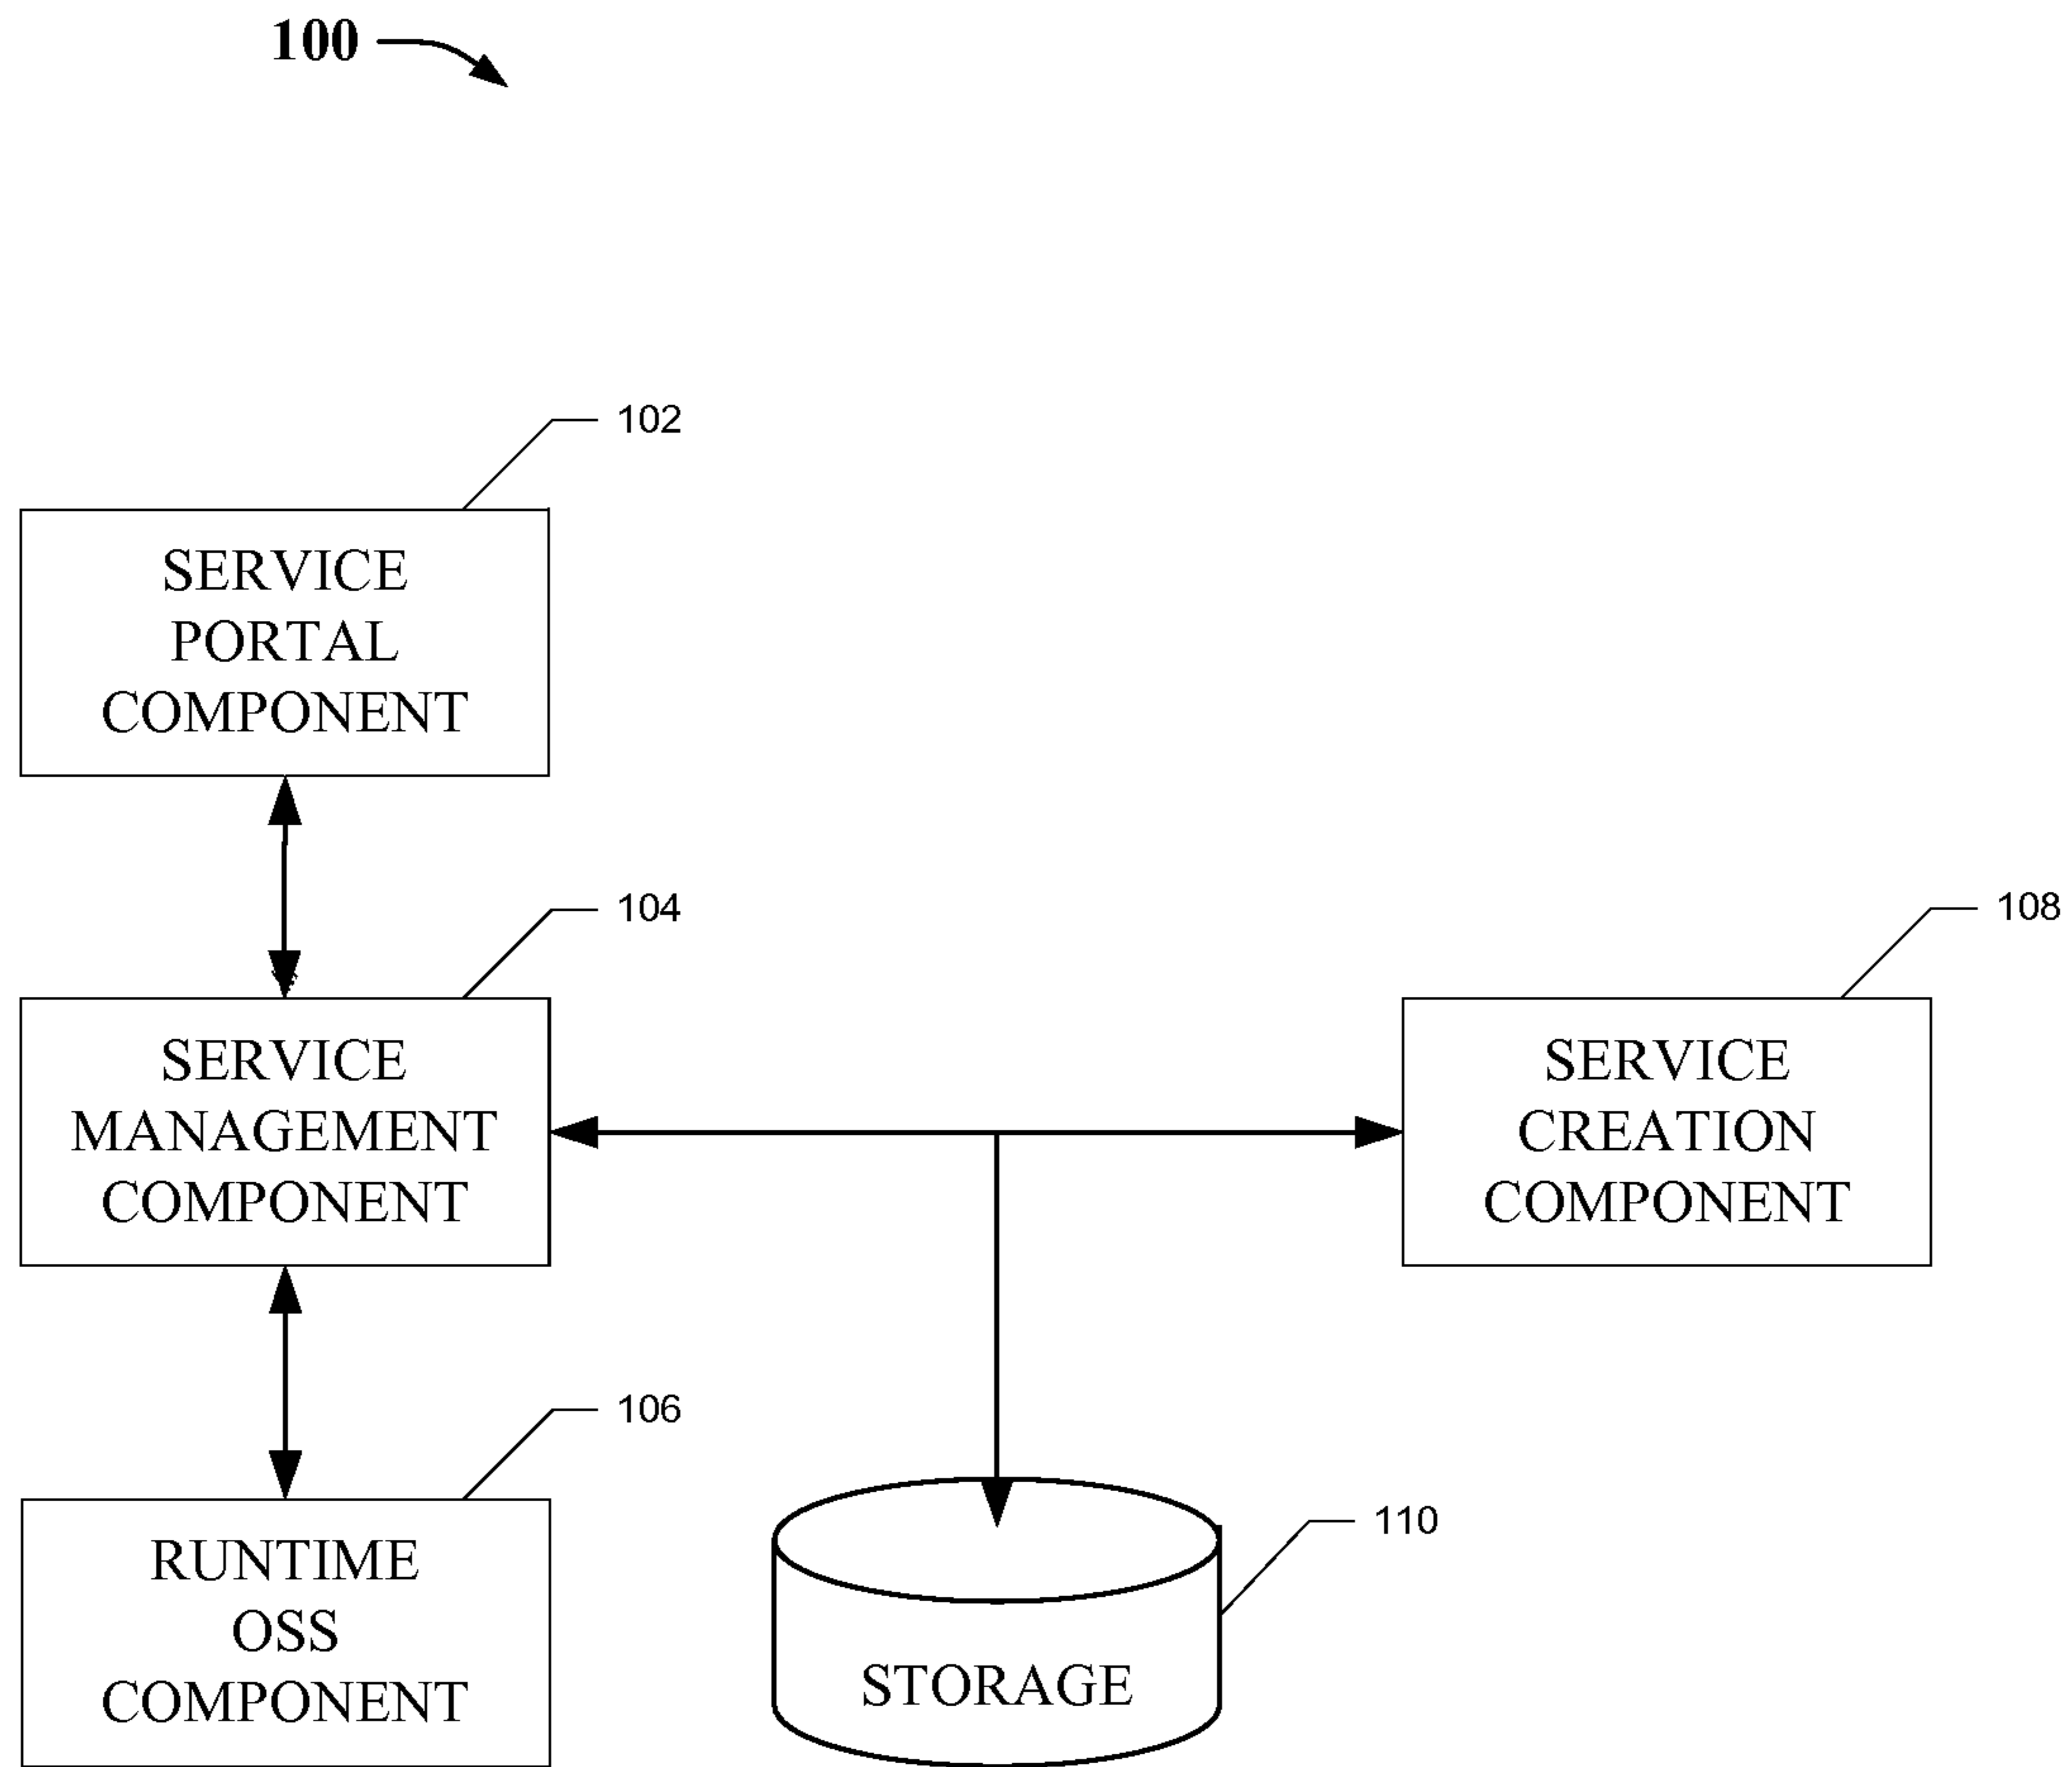 100
102
SERVICE
PORTAL
COMPONENT
104
SERVICE
MANAGEMENT
COMPONENT
108
SERVICE
CREATION
COMPONENT
106
RUNTIME
OSS
COMPONENT
110
STORAGE